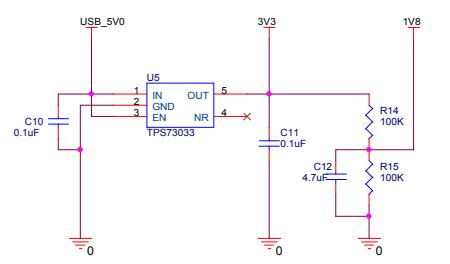 USB_5V0
3V3
1V8
U5
1
IN
OUT
5
2
GND
3
EN
NR
4
TPS73033
C10
0.1uF
C11
0.1uF
R14
100K
C12
4.7uF
R15
100K
0
0
0